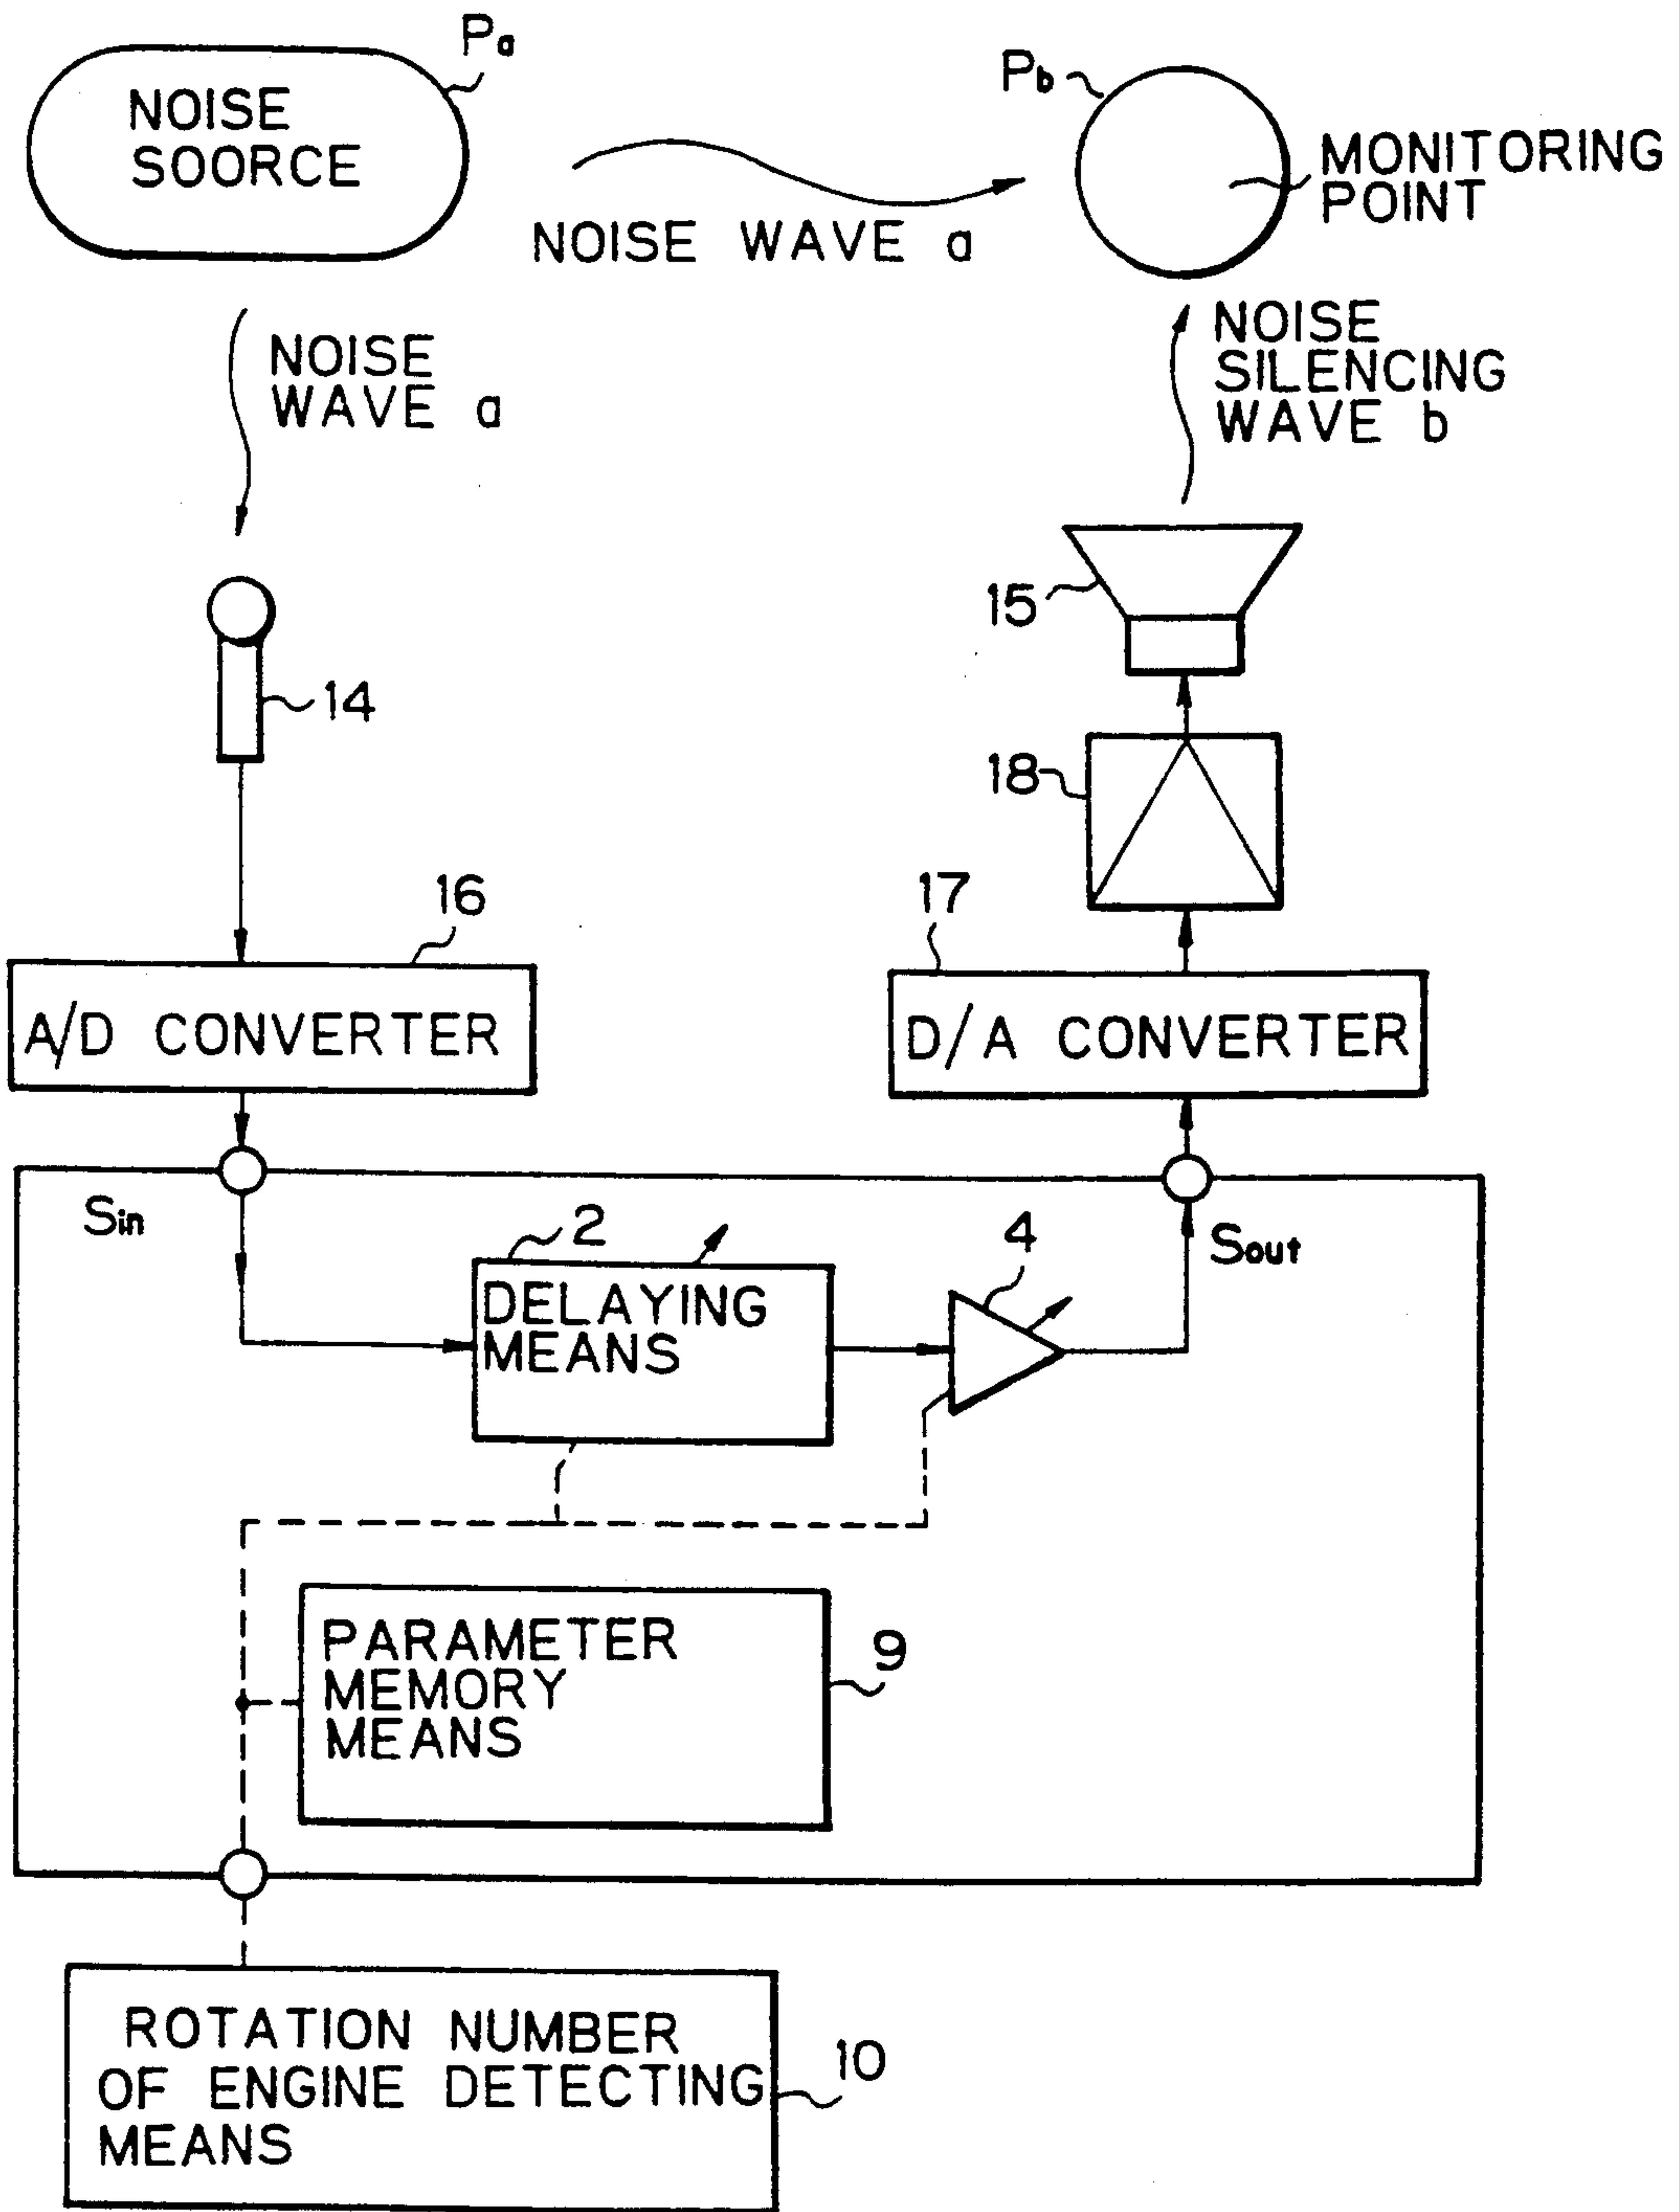 Pa
NOISE
SOORCE
Pb
MONITORING
POINT
NOISE WAVE a
NOISE
WAVE a
NOISE
SILENCING
WAVE b
15
14
18
16
17
A/D CONVERTER
D/A CONVERTER
Sin
2
4
Sout
DELAYING
MEANS
PARAMETER
MEMORY
MEANS
9
ROTATION NUMBER
OF ENGINE DETECTING
MEANS
10